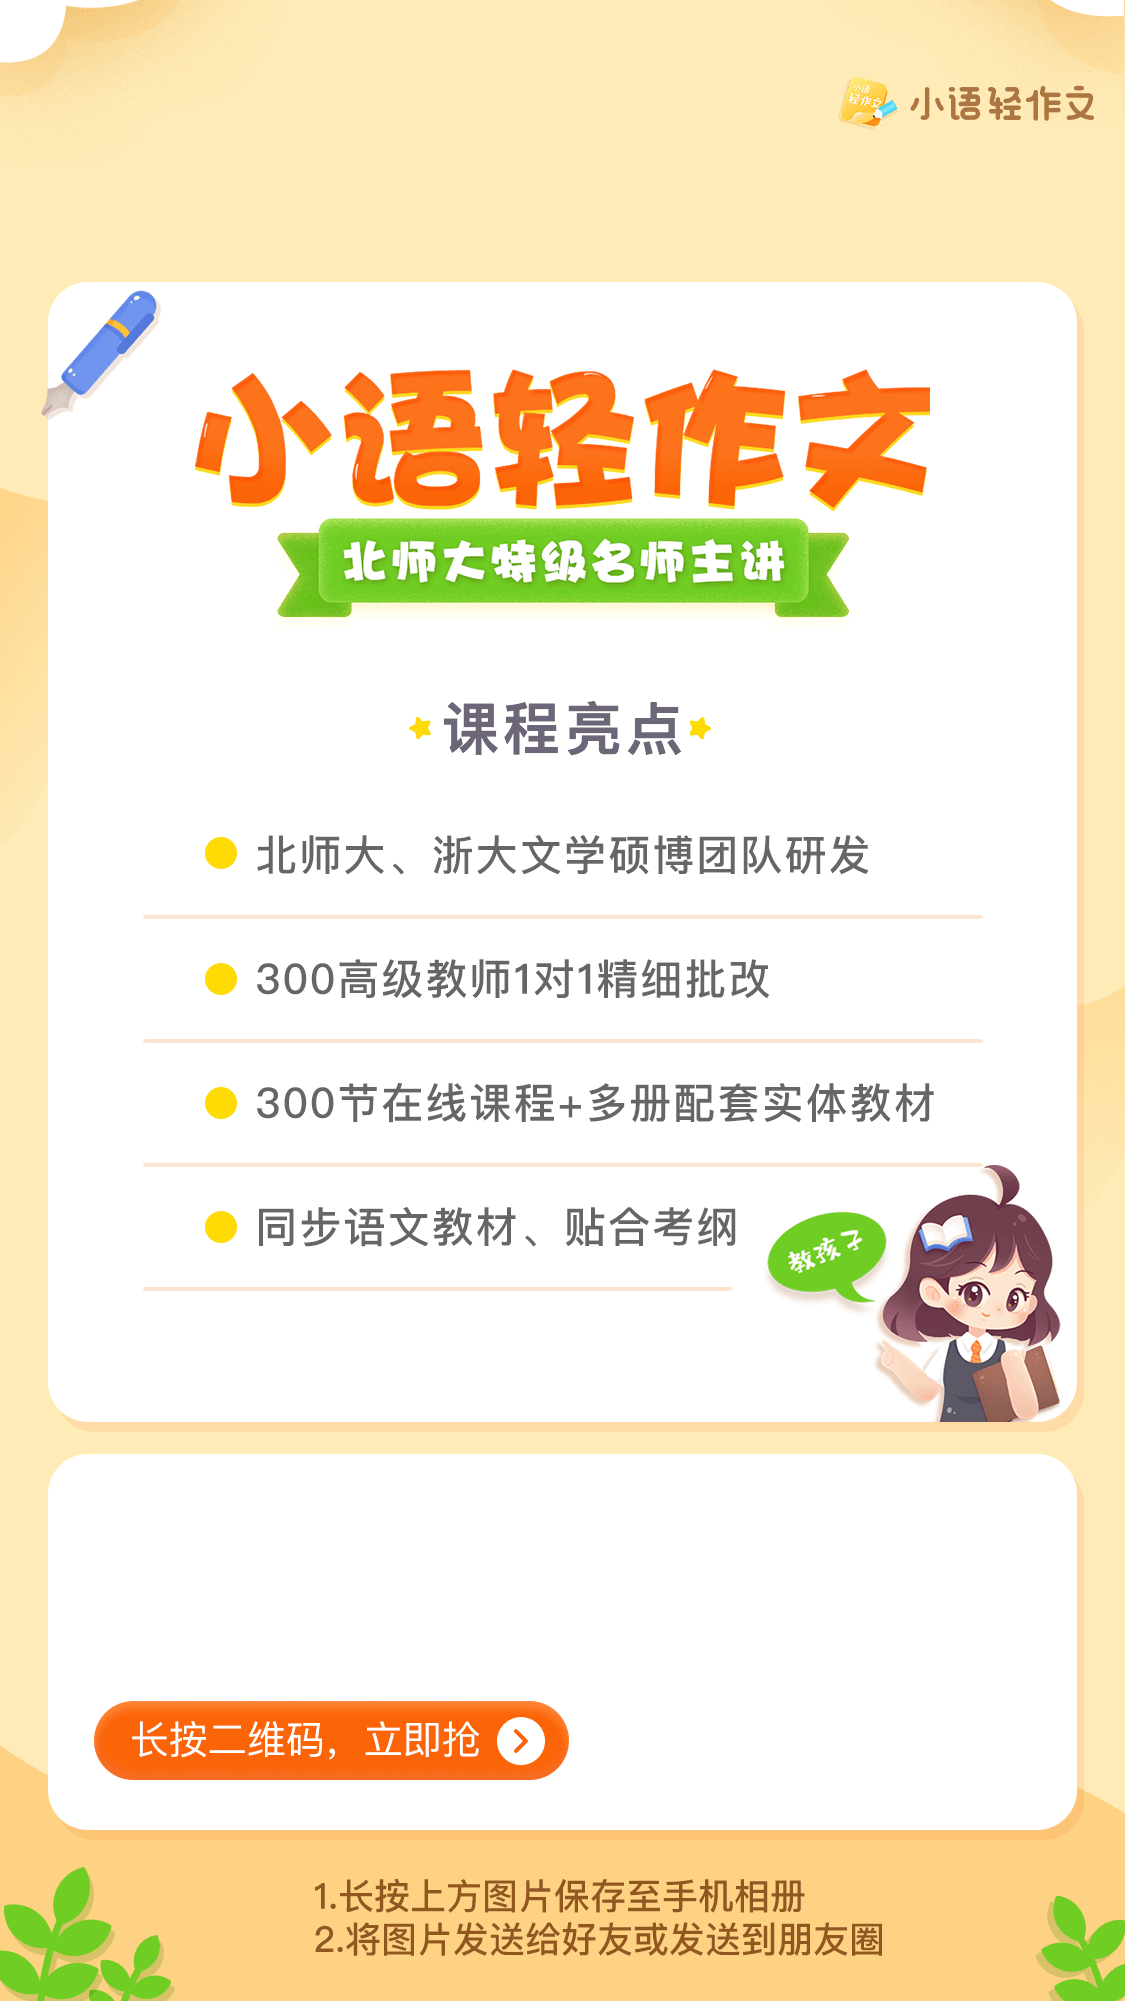 小语
轻作文
小语轻作文
小语轻作文
北师大特级名师主讲
课程亮点
北师大、浙大文学硕博团队研发
300高级教师1对1精细批改
300节在线课程+多册配套实体教材
同步语文教材、贴合考纲
教孩子
长按二维码，立即抢
1.长按上方图片保存至手机相册
2.将图片发送给好友或发送到朋友圈